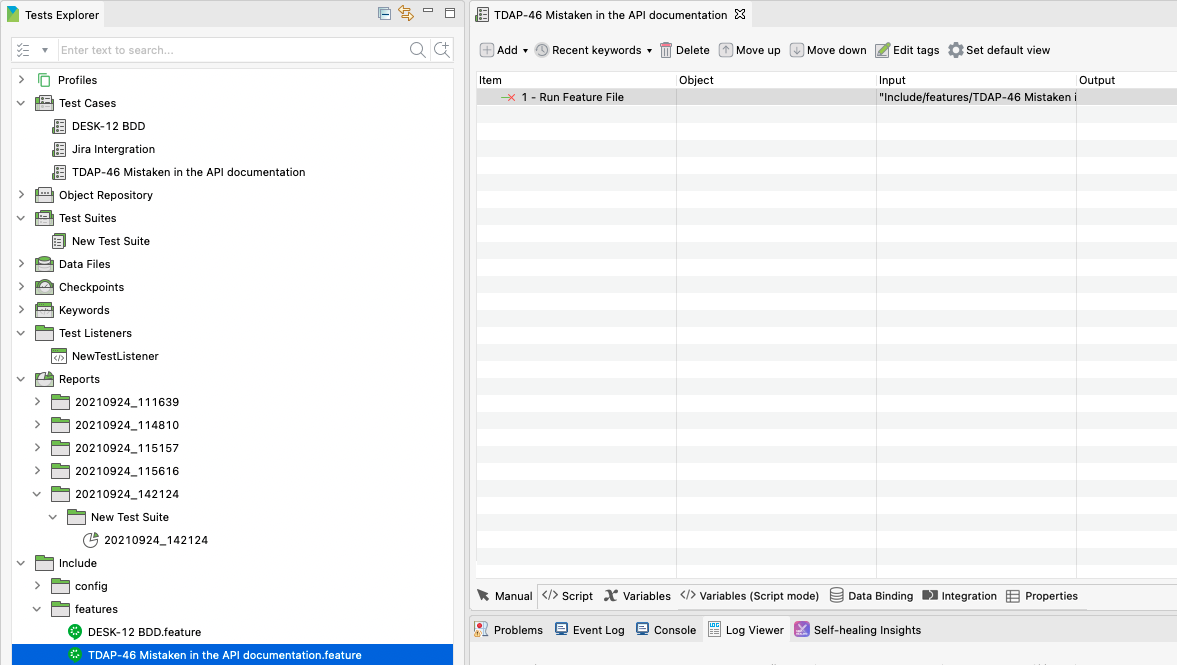 Tests Explorer
Enter text to search...
Profiles
Test Cases
DESK-12 BDD
Jira Intergration
TDAP-46 Mistaken in the API documentation
Object Repository
Test Suites
New Test Suite
Data Files
Checkpoints
Keywords
Test Listeners
NewTestListener
Reports
20210924_111639
20210924_114810
20210924_115157
20210924_115616
20210924_142124
New Test Suite
20210924_142124
Include
config
features
DESK-12 BDD.feature
TDAP-46 Mistaken in the API documentation.feature
TDAP-46 Mistaken in the API documentation
Add Recent keywords Delete Move up Move down Edit tags Set default view
Item Object Input Output
1 - Run Feature File "Include/features/TDAP-46 Mistaken i
Manual Script Variables Variables (Script mode) Data Binding Integration Properties
Problems Event Log Console Log Viewer Self-healing Insights